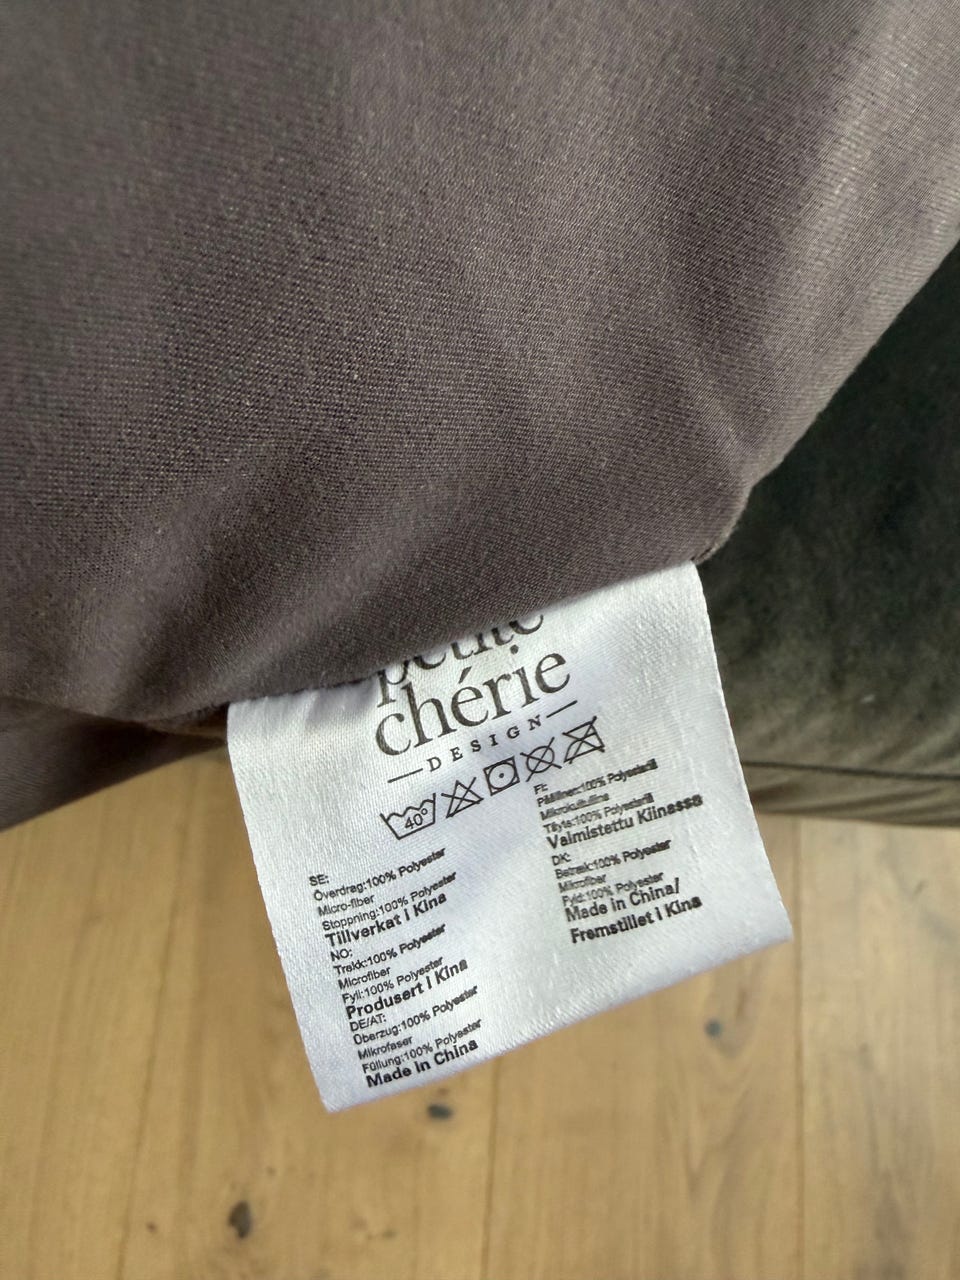 petite
chérie
DESIGN
40°
SE:
Överdrag:100% Polyester
Micro-fiber
Stoppning:100% Polyester
Tillverkat i Kina
NO:
Trekk:100% Polyester
Microfiber
Fyll:100% Polyester
Produsert i Kina
DE/AT:
Überzug:100% Polyester
Mikrofaser
Füllung:100% Polyester
Made in China
FI:
Päällinen:100% Polyesteriä
Mikrokuituliina
Täyte:100% Polyesteriä
Valmistettu Kiinassa
DK:
Betræk:100% Polyester
Mikrofiber
Fyld:100% Polyester
Made in China/
Fremstillet i Kina